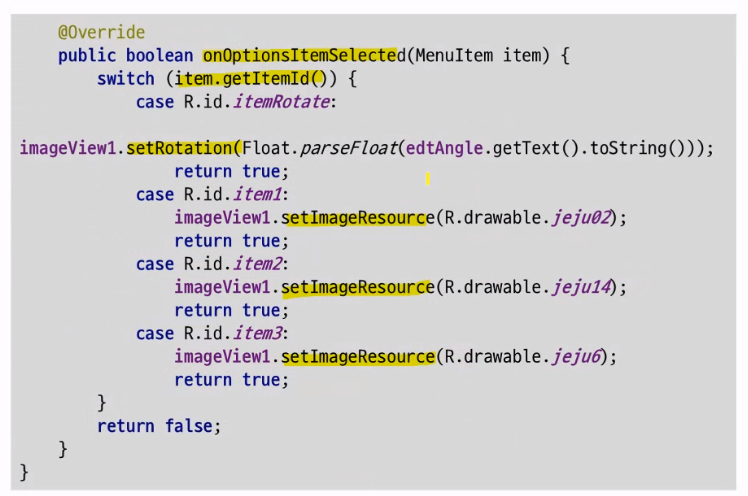 @Override
public boolean onOptionsItemSelected(MenuItem item) {
switch (item.getItemId()) {
case R.id.itemRotate:
imageView1.setRotation(Float.parseFloat(edtAngle.getText().toString()));
return true;
case R.id.item1:
imageView1.setImageResource(R.drawable.jeju02);
return true;
case R.id.item2:
imageView1.setImageResource(R.drawable.jeju14);
return true;
case R.id.item3:
imageView1.setImageResource(R.drawable.jeju6);
return true;
}
return false;
}
}